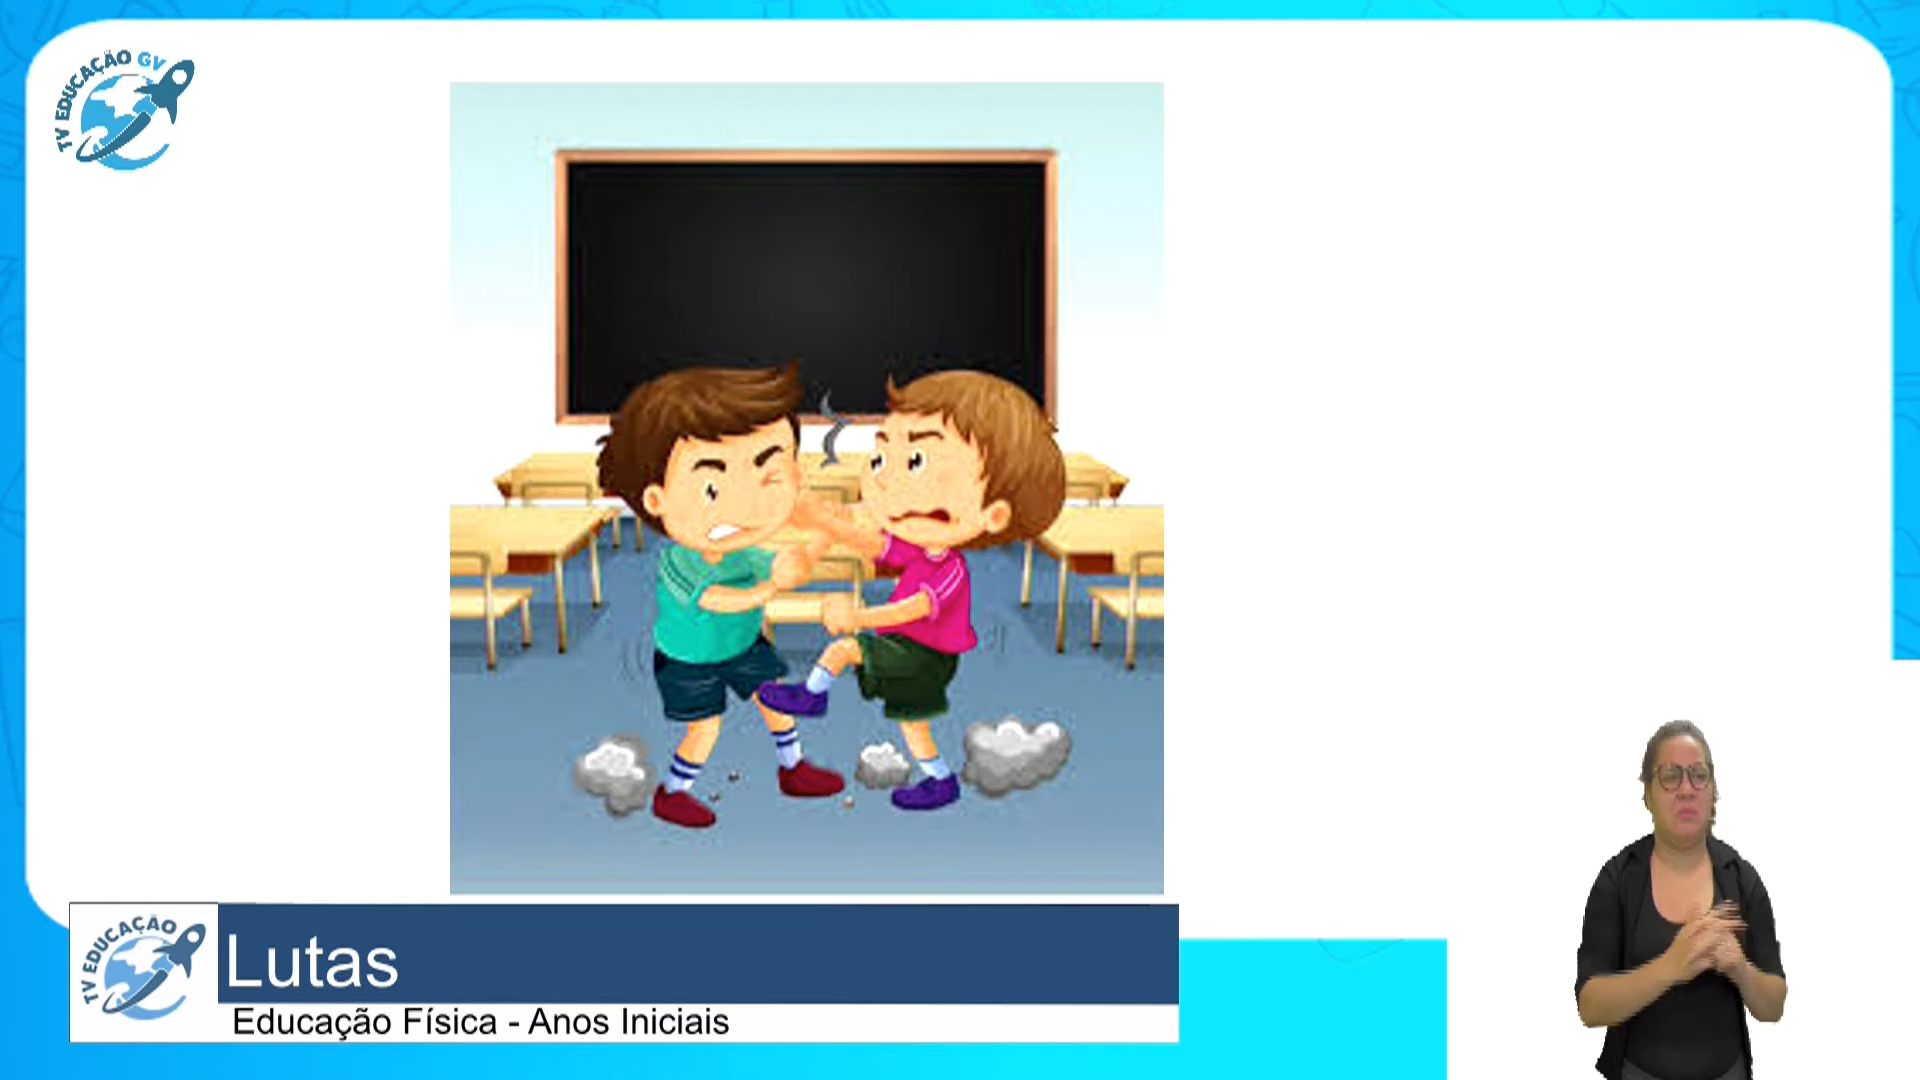 TV EDUCAÇÃO GV
TV EDUCAÇÃO
Lutas
Educação Física - Anos Iniciais